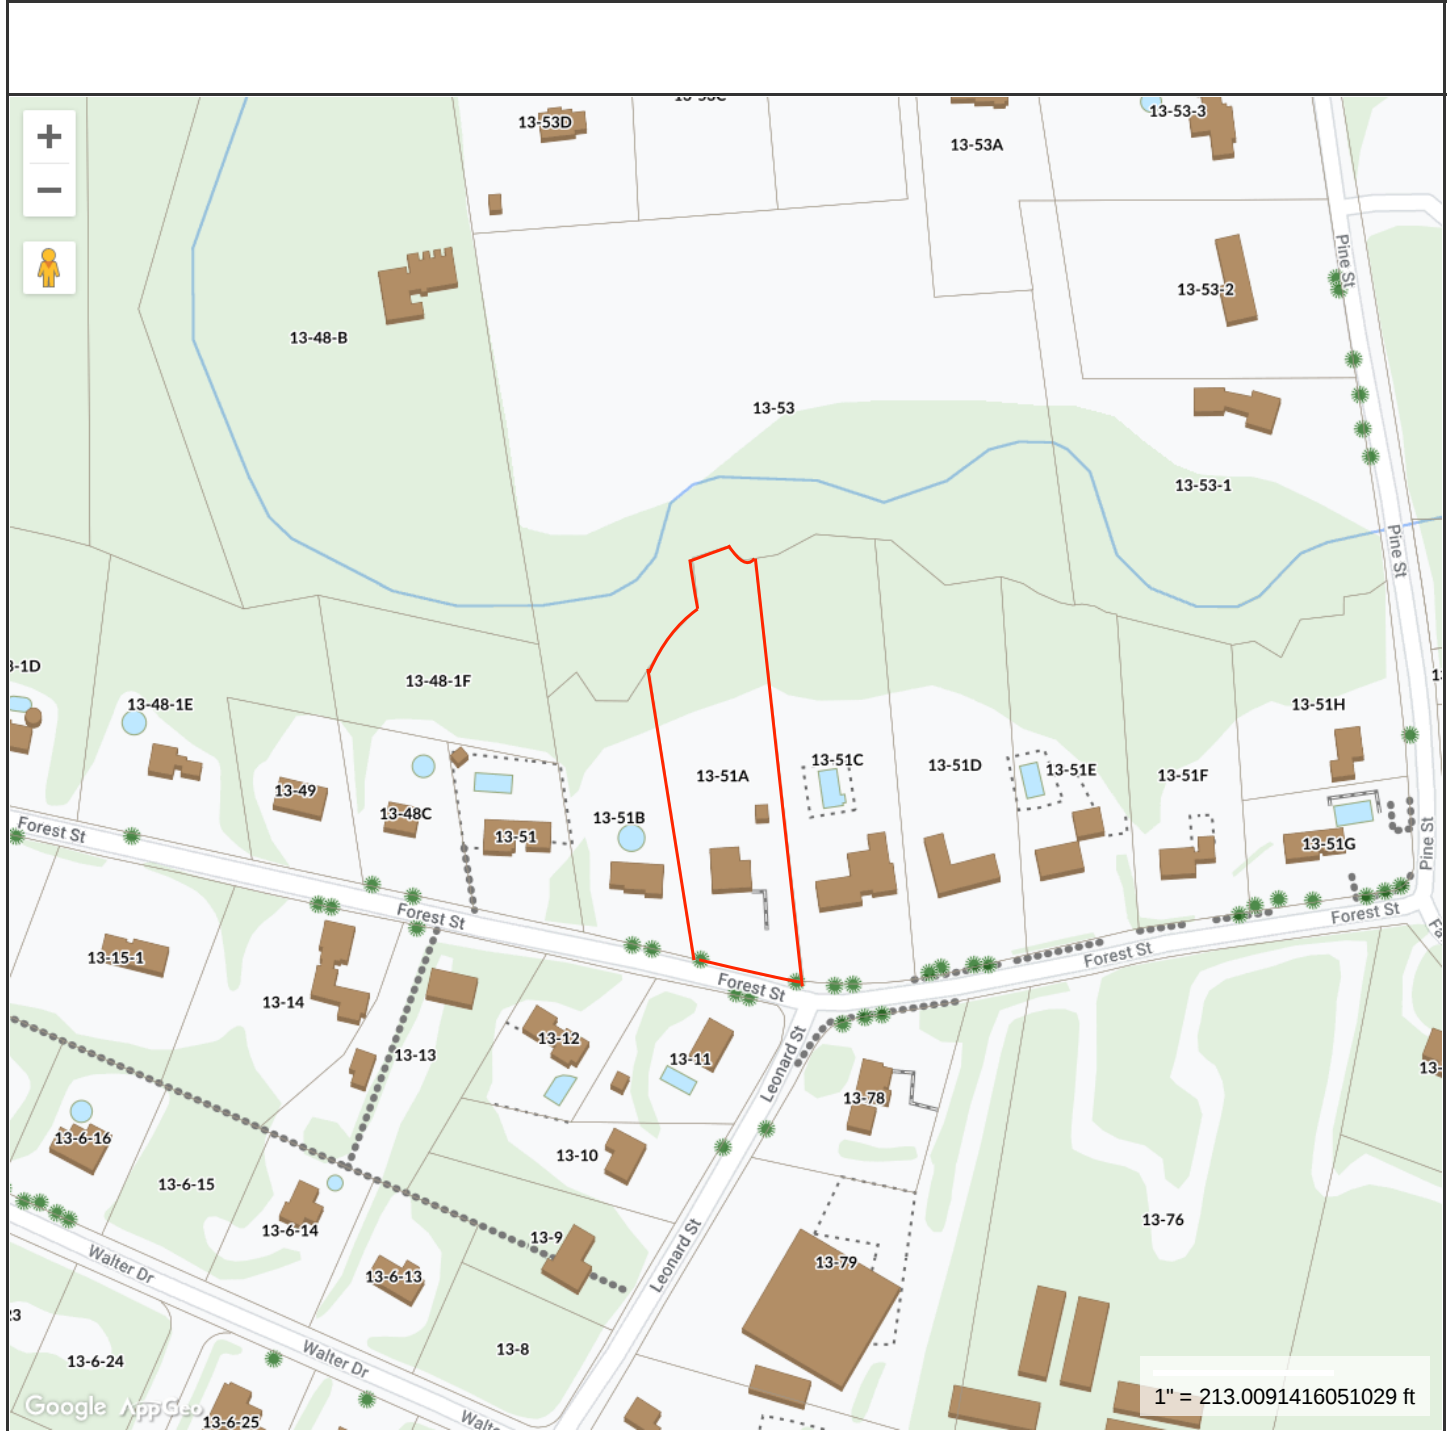 13-53C
13-53D
13-53-3
13-53A
Pine St
13-53-2
13-48-B
13-53
13-53-1
Pine St
13-48-1F
13-48-1E
13-51H
13-51C
13-51D
13-51E
13-51A
13-51F
13-49
13-48C
13-51B
Forest St
13-51
13-51G
Pine St
Forest St
Forest St
Forest St
13-15-1
Forest St
13-14
13-12
13-11
13-13
Leonard St
13-78
13-6-16
13-10
13-6-15
13-76
13-6-14
13-9
Leonard St
13-79
Walter Dr
13-6-13
13-8
Walter Dr
13-6-24
1" = 213.0091416051029 ft
Google AppGeo
13-6-25